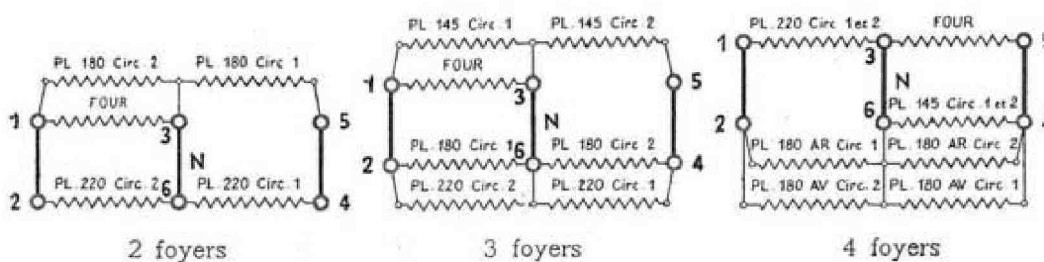 PL 180 Circ. 2 PL 180 Circ. 1
FOUR
1 3 5
N
PL. 220 Circ. 2 PL. 220 Circ. 1
2 6 4
2 foyers
PL 145 Circ. 1 PL. 145 Circ. 2
FOUR
1 3 5
N
PL. 180 Circ 1 PL 180 Circ. 2
2 6 4
PL. 220 Circ. 2 PL. 220 Circ. 1
3 foyers
PL. 220 Circ 1 et 2 FOUR
1 3
N
PL 145 Circ. 1 et 2
2 6
PL. 180 AR Circ 1 PL. 180 AR Circ 2
PL. 180 AV Circ. 2 PL. 180 AV Circ 1
4 foyers